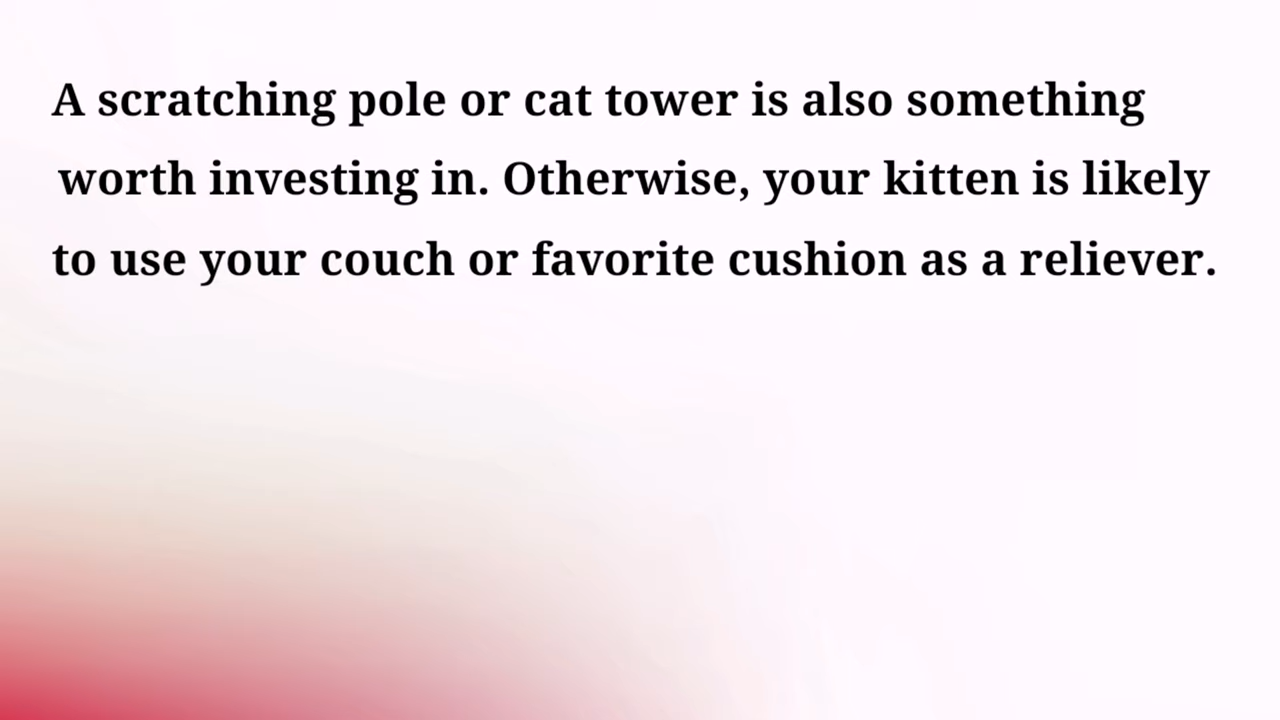 A scratching pole or cat tower is also something
worth investing in. Otherwise, your kitten is likely
to use your couch or favorite cushion as a reliever.